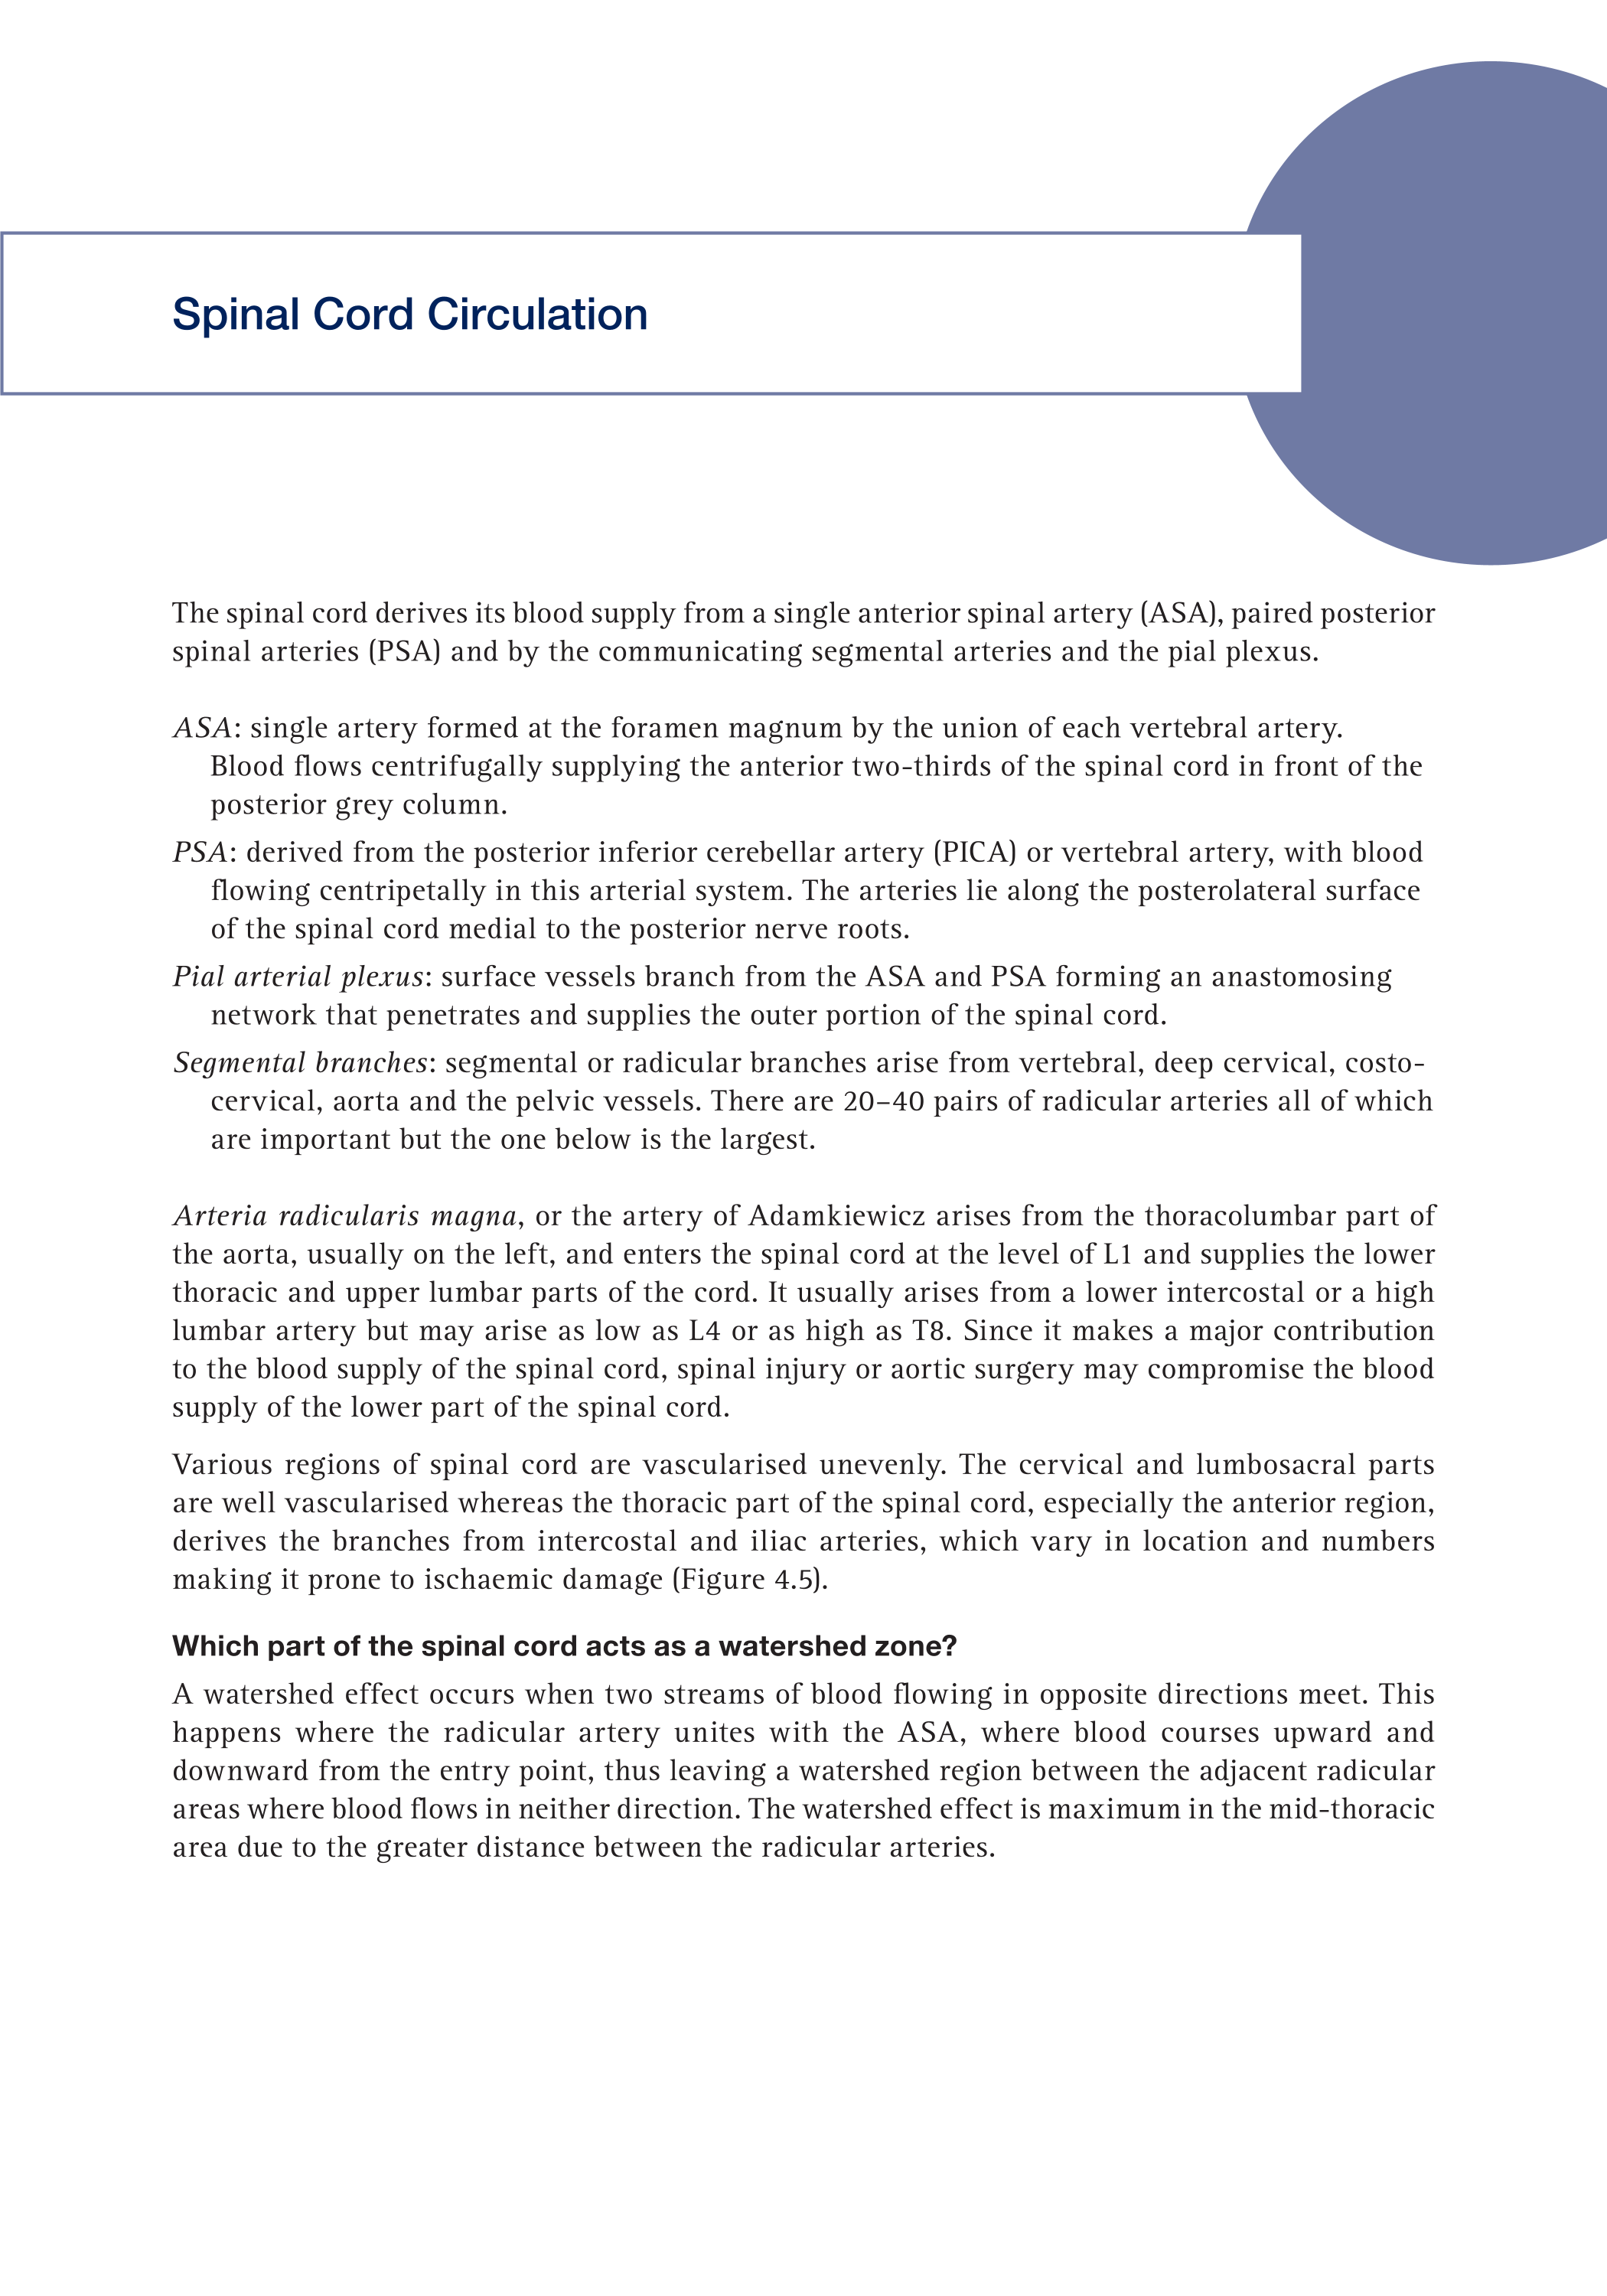 Spinal Cord Circulation
The spinal cord derives its blood supply from a single anterior spinal artery (ASA), paired posterior
spinal arteries (PSA) and by the communicating segmental arteries and the pial plexus.
ASA: single artery formed at the foramen magnum by the union of each vertebral artery.
Blood flows centrifugally supplying the anterior two-thirds of the spinal cord in front of the
posterior grey column.
PSA: derived from the posterior inferior cerebellar artery (PICA) or vertebral artery, with blood
flowing centripetally in this arterial system. The arteries lie along the posterolateral surface
of the spinal cord medial to the posterior nerve roots.
Pial arterial plexus: surface vessels branch from the ASA and PSA forming an anastomosing
network that penetrates and supplies the outer portion of the spinal cord.
Segmental branches: segmental or radicular branches arise from vertebral, deep cervical, costo-
cervical, aorta and the pelvic vessels. There are 20–40 pairs of radicular arteries all of which
are important but the one below is the largest.
Arteria radicularis magna, or the artery of Adamkiewicz arises from the thoracolumbar part of
the aorta, usually on the left, and enters the spinal cord at the level of L1 and supplies the lower
thoracic and upper lumbar parts of the cord. It usually arises from a lower intercostal or a high
lumbar artery but may arise as low as L4 or as high as T8. Since it makes a major contribution
to the blood supply of the spinal cord, spinal injury or aortic surgery may compromise the blood
supply of the lower part of the spinal cord.
Various regions of spinal cord are vascularised unevenly. The cervical and lumbosacral parts
are well vascularised whereas the thoracic part of the spinal cord, especially the anterior region,
derives the branches from intercostal and iliac arteries, which vary in location and numbers
making it prone to ischaemic damage (Figure 4.5).
Which part of the spinal cord acts as a watershed zone?
A watershed effect occurs when two streams of blood flowing in opposite directions meet. This
happens where the radicular artery unites with the ASA, where blood courses upward and
downward from the entry point, thus leaving a watershed region between the adjacent radicular
areas where blood flows in neither direction. The watershed effect is maximum in the mid-thoracic
area due to the greater distance between the radicular arteries.